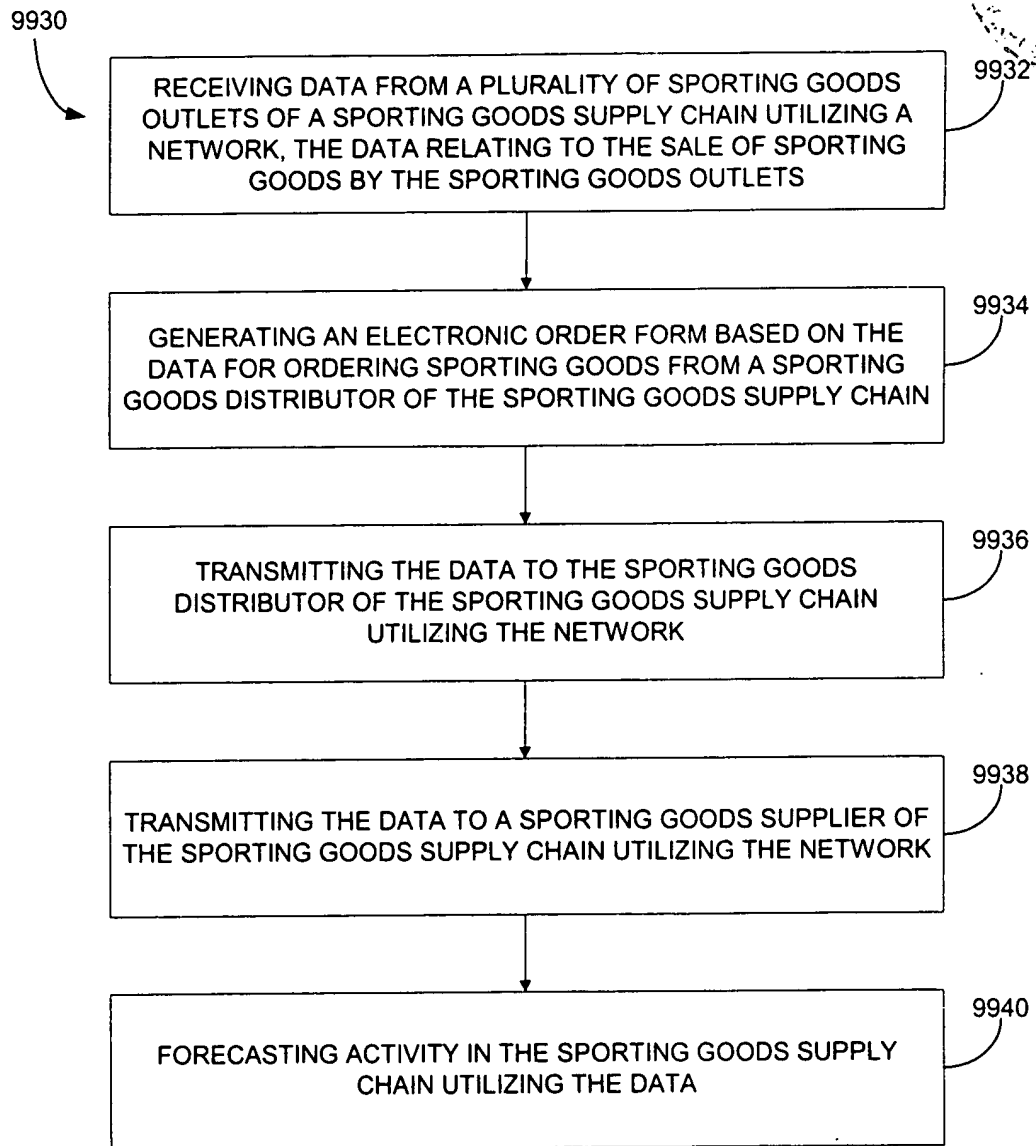 9930
RECEIVING DATA FROM A PLURALITY OF SPORTING GOODS
OUTLETS OF A SPORTING GOODS SUPPLY CHAIN UTILIZING A
NETWORK, THE DATA RELATING TO THE SALE OF SPORTING
GOODS BY THE SPORTING GOODS OUTLETS
9932
GENERATING AN ELECTRONIC ORDER FORM BASED ON THE
DATA FOR ORDERING SPORTING GOODS FROM A SPORTING
GOODS DISTRIBUTOR OF THE SPORTING GOODS SUPPLY CHAIN
9934
TRANSMITTING THE DATA TO THE SPORTING GOODS
DISTRIBUTOR OF THE SPORTING GOODS SUPPLY CHAIN
UTILIZING THE NETWORK
9936
TRANSMITTING THE DATA TO A SPORTING GOODS SUPPLIER OF
THE SPORTING GOODS SUPPLY CHAIN UTILIZING THE NETWORK
9938
FORECASTING ACTIVITY IN THE SPORTING GOODS SUPPLY
CHAIN UTILIZING THE DATA
9940